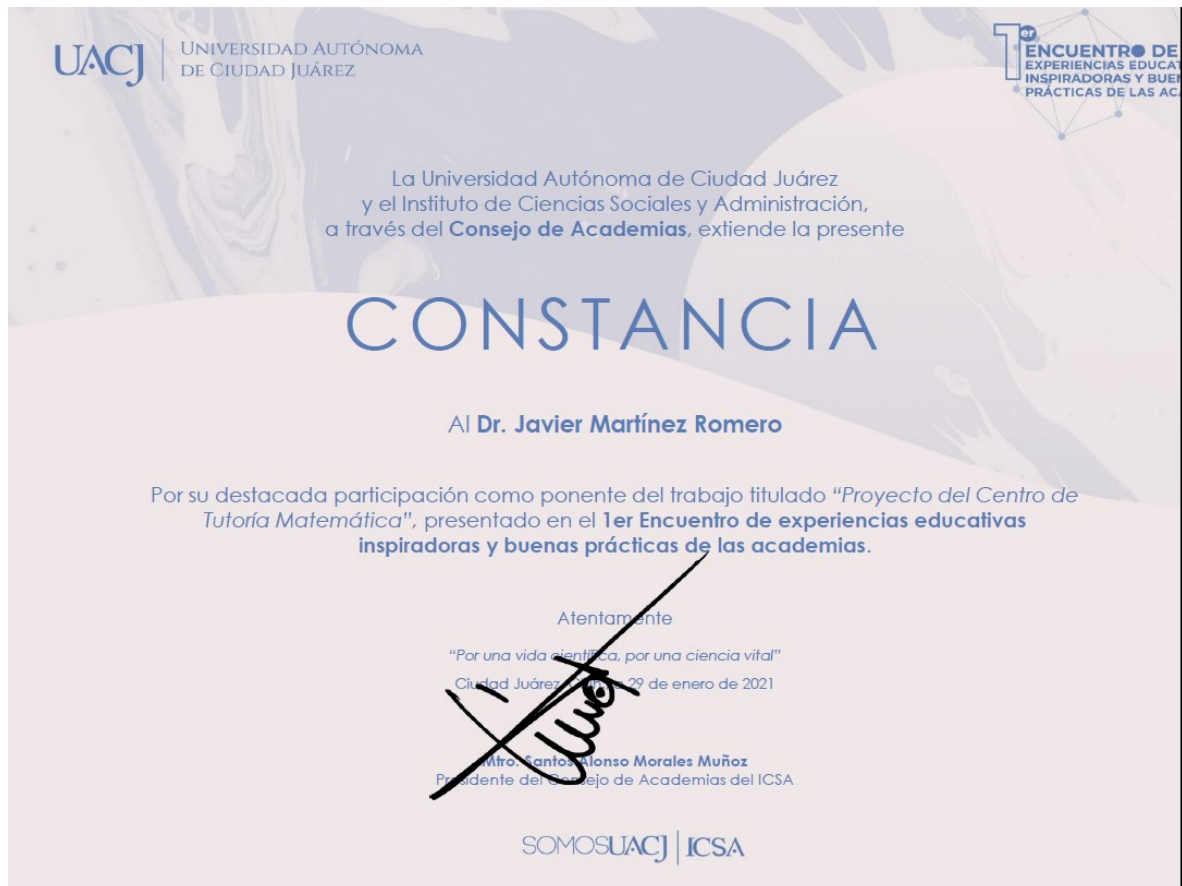 UACJ
UNIVERSIDAD AUTÓNOMA
DE CIUDAD JUÁREZ
1er
ENCUENTRO DE
EXPERIENCIAS EDUCAT
INSPIRADORAS Y BUEN
PRÁCTICAS DE LAS ACA
La Universidad Autónoma de Ciudad Juárez
y el Instituto de Ciencias Sociales y Administración,
a través del Consejo de Academias, extiende la presente
CONSTANCIA
Al Dr. Javier Martínez Romero
Por su destacada participación como ponente del trabajo titulado “Proyecto del Centro de
Tutoría Matemática”, presentado en el 1er Encuentro de experiencias educativas
inspiradoras y buenas prácticas de las academias.
Atentamente
“Por una vida científica, por una ciencia vital”
Ciudad Juárez, 29 de enero de 2021
Mtro. Santos Alonso Morales Muñoz
Presidente del Consejo de Academias del ICSA
SOMOSUACJ | ICSA